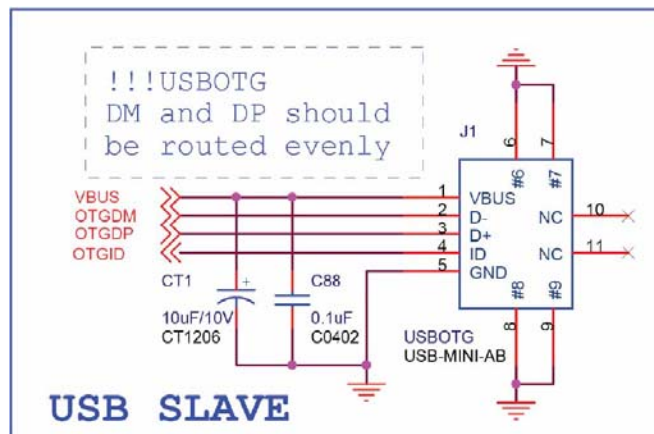 !!!USBOTG
DM and DP should
be routed evenly
J1
6
7
#6
#7
VBUS
1
VBUS
OTGDM
2
D-
NC
10
OTGDP
3
D+
OTGID
4
ID
NC
11
5
GND
CT1
+
C88
#8
#9
10uF/10V
0.1uF
8
9
CT1206
C0402
USBOTG
USB-MINI-AB
USB SLAVE